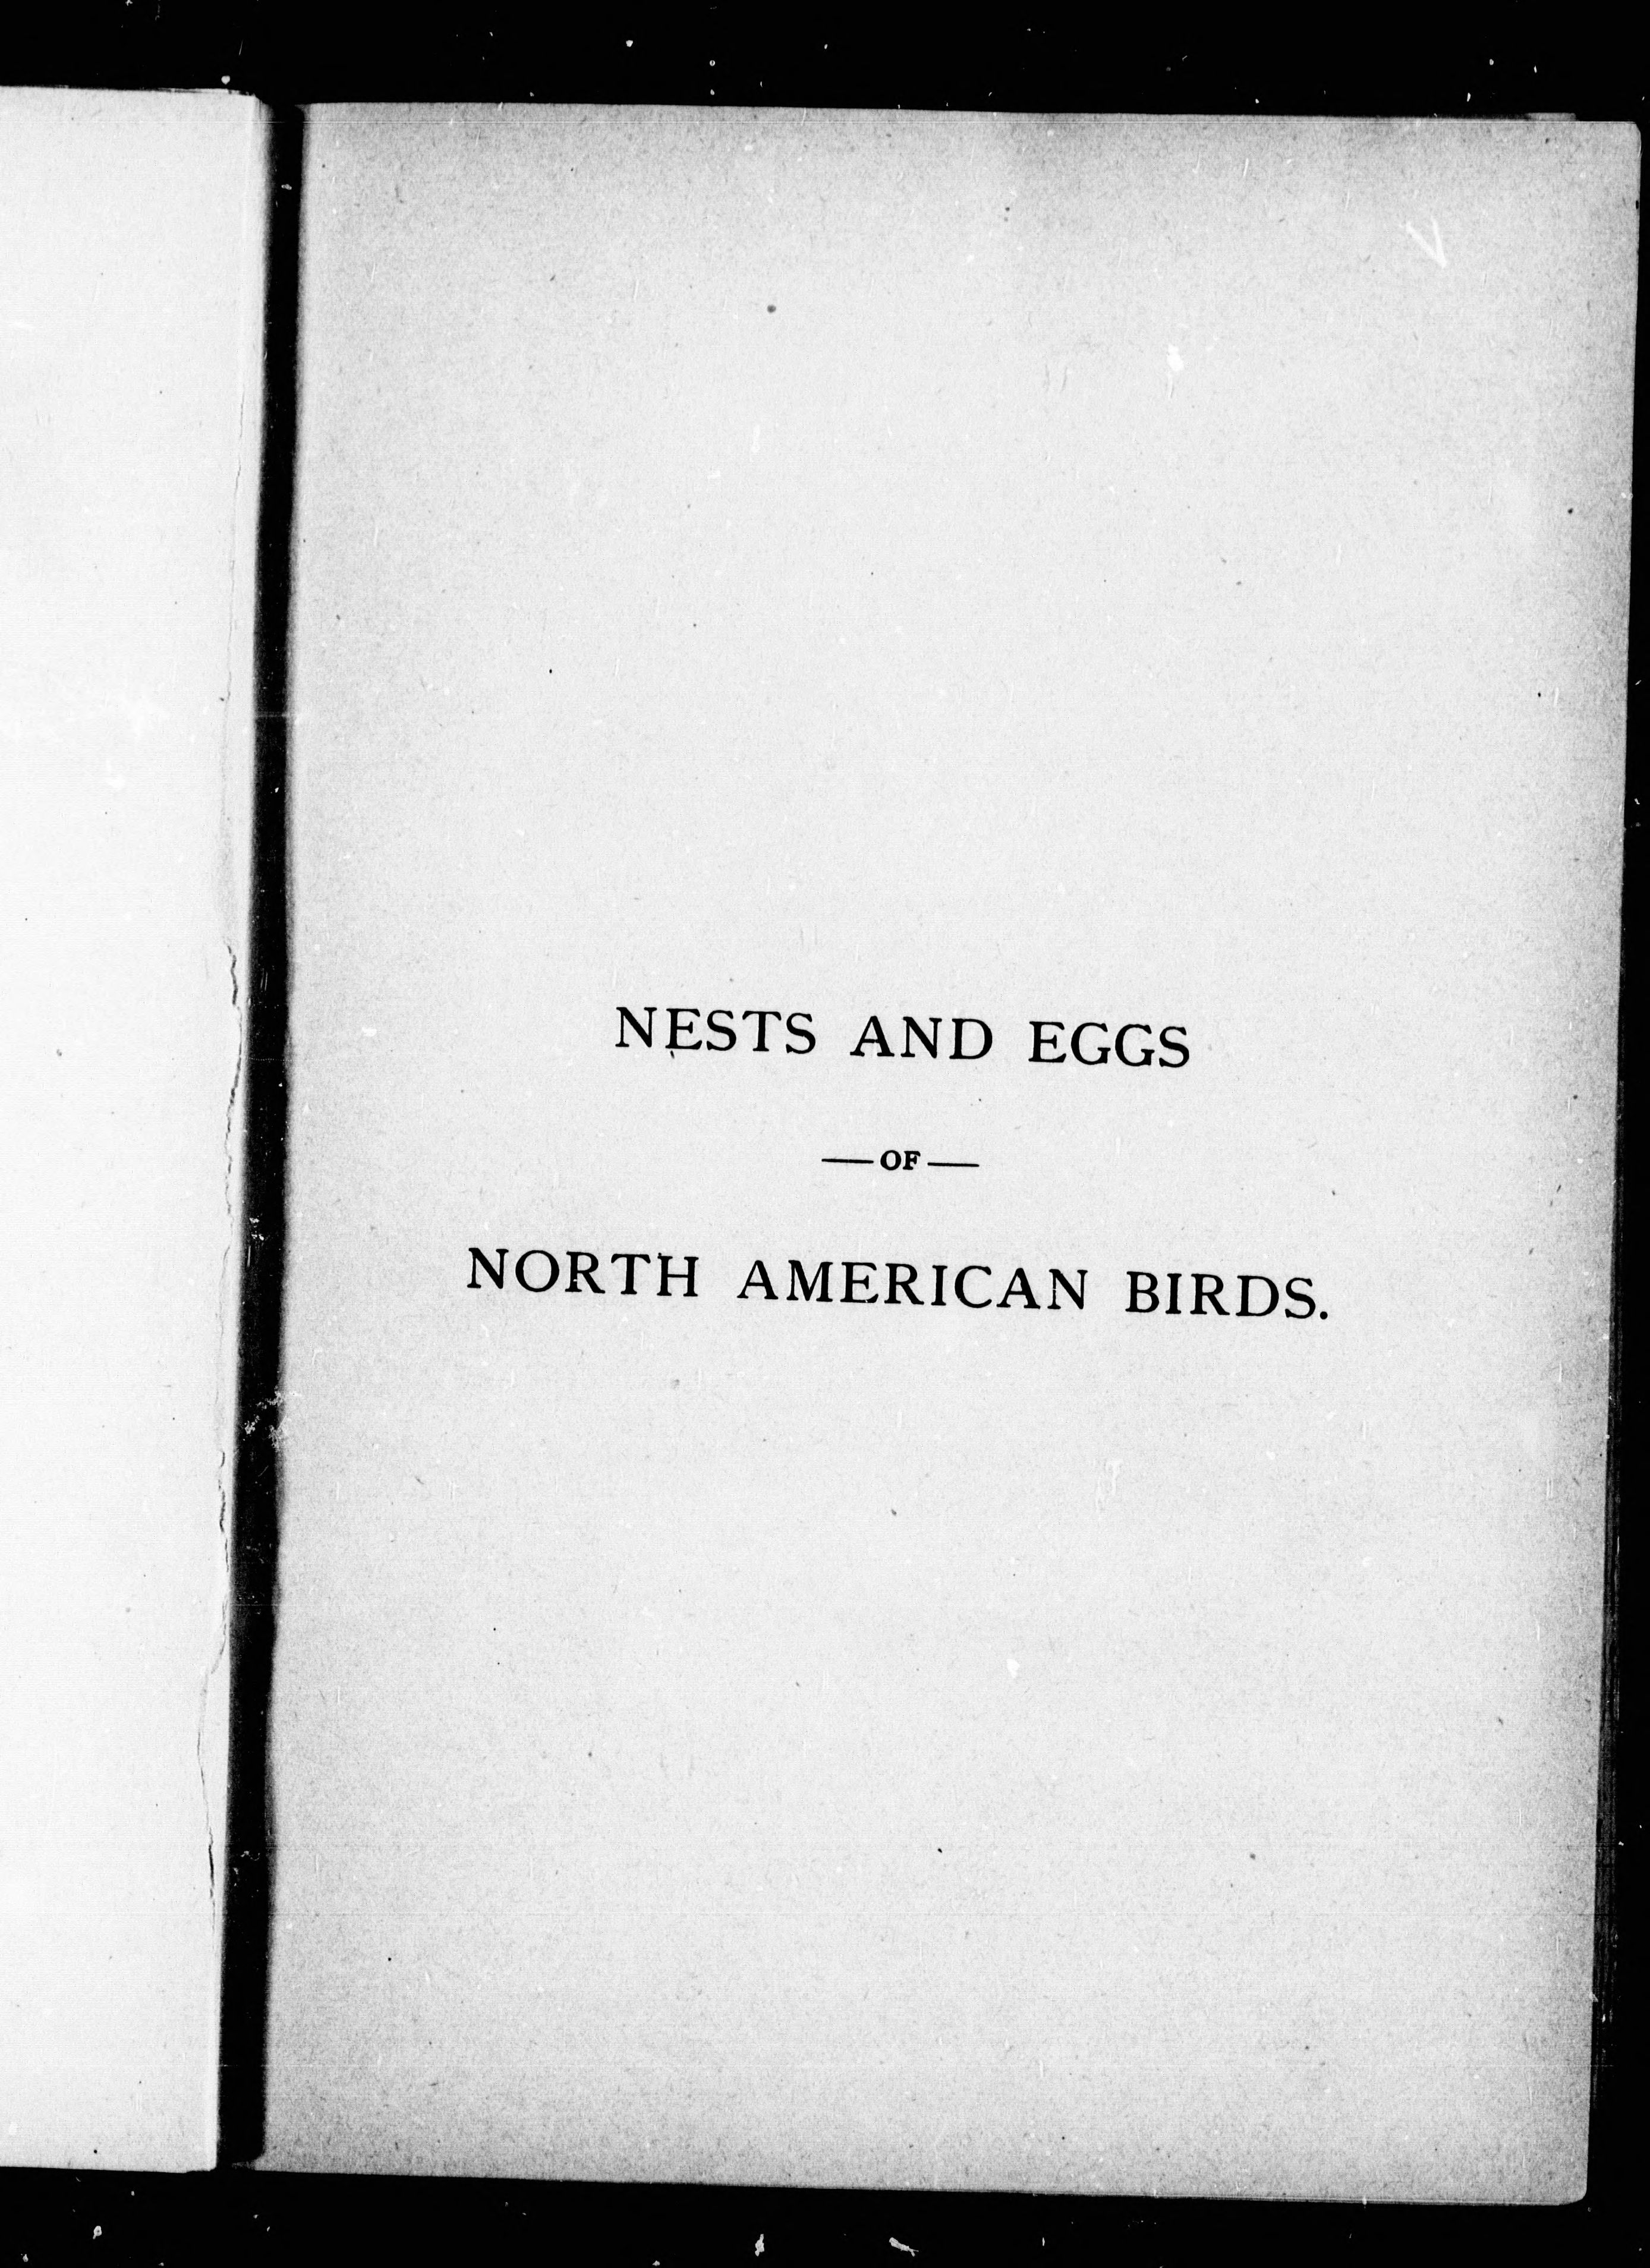 NESTS AND EGGS
—OF—
NORTH AMERICAN BIRDS.